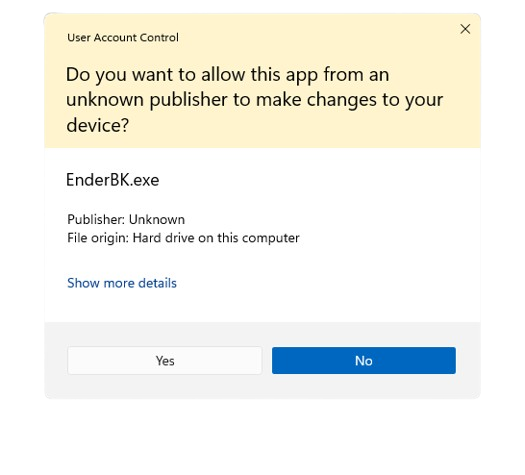 User Account Control
Do you want to allow this app from an
unknown publisher to make changes to your
device?
EnderBK.exe
Publisher: Unknown
File origin: Hard drive on this computer
Show more details
Yes
No